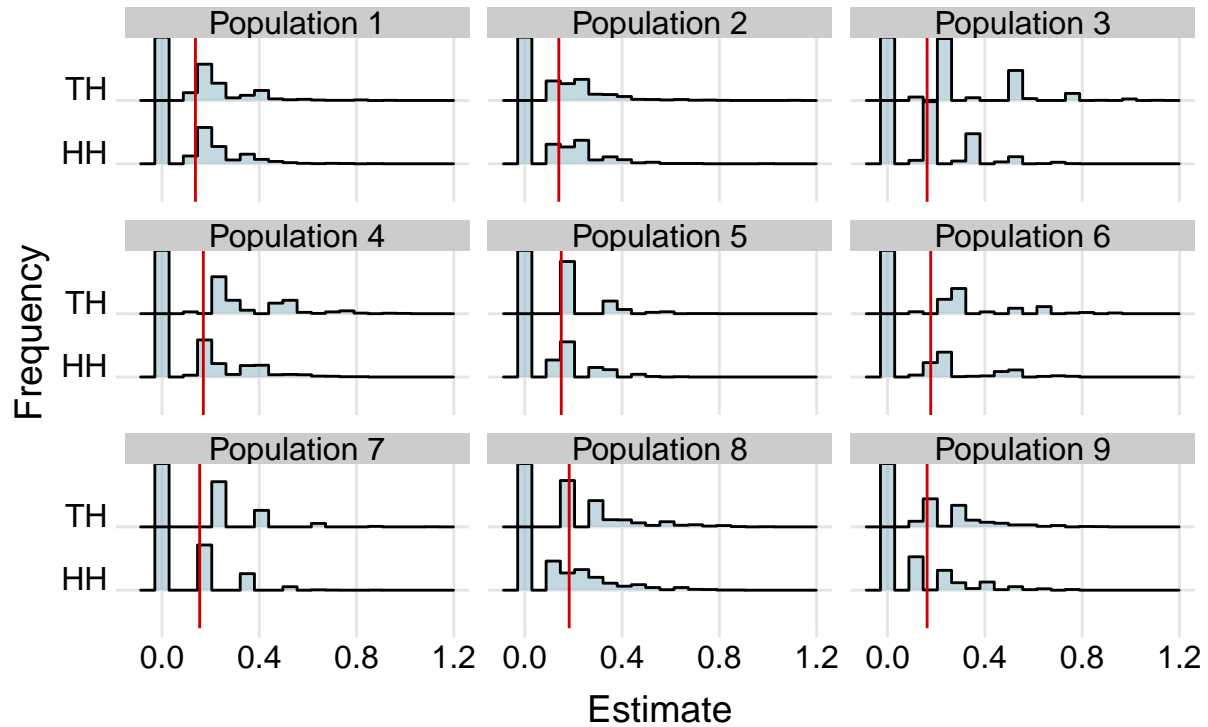 Population 1 Population 2 Population 3
TH
HH
Population 4 Population 5 Population 6
TH
HH
Population 7 Population 8 Population 9
TH
HH
0.0 0.4 0.8 1.2 0.0 0.4 0.8 1.2 0.0 0.4 0.8 1.2
Estimate
Frequency